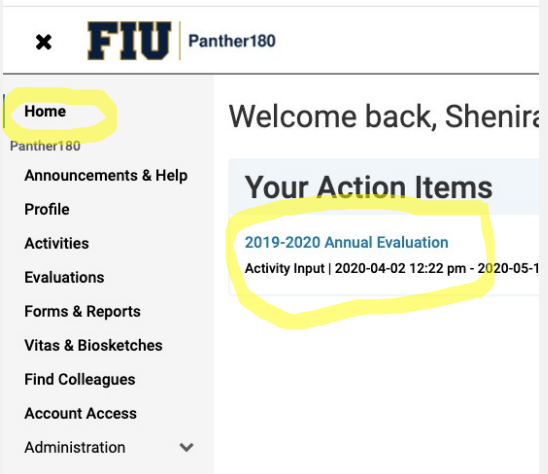 FIU Panther180
Home
Panther180
Announcements & Help
Profile
Activities
Evaluations
Forms & Reports
Vitas & Biosketches
Find Colleagues
Account Access
Administration
Welcome back, Shenira
Your Action Items
2019-2020 Annual Evaluation
Activity Input | 2020-04-02 12:22 pm - 2020-05-1